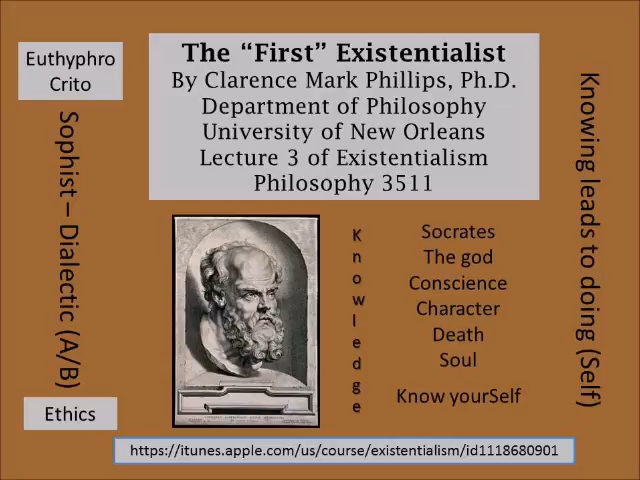 Euthyphro
Crito
Sophist – Dialectic (A/B)
Ethics
The “First” Existentialist
By Clarence Mark Phillips, Ph.D.
Department of Philosophy
University of New Orleans
Lecture 3 of Existentialism
Philosophy 3511
Knowledge
Socrates
The god
Conscience
Character
Death
Soul
Know yourSelf
Knowing leads to doing (Self)
https://itunes.apple.com/us/course/existentialism/id1118680901